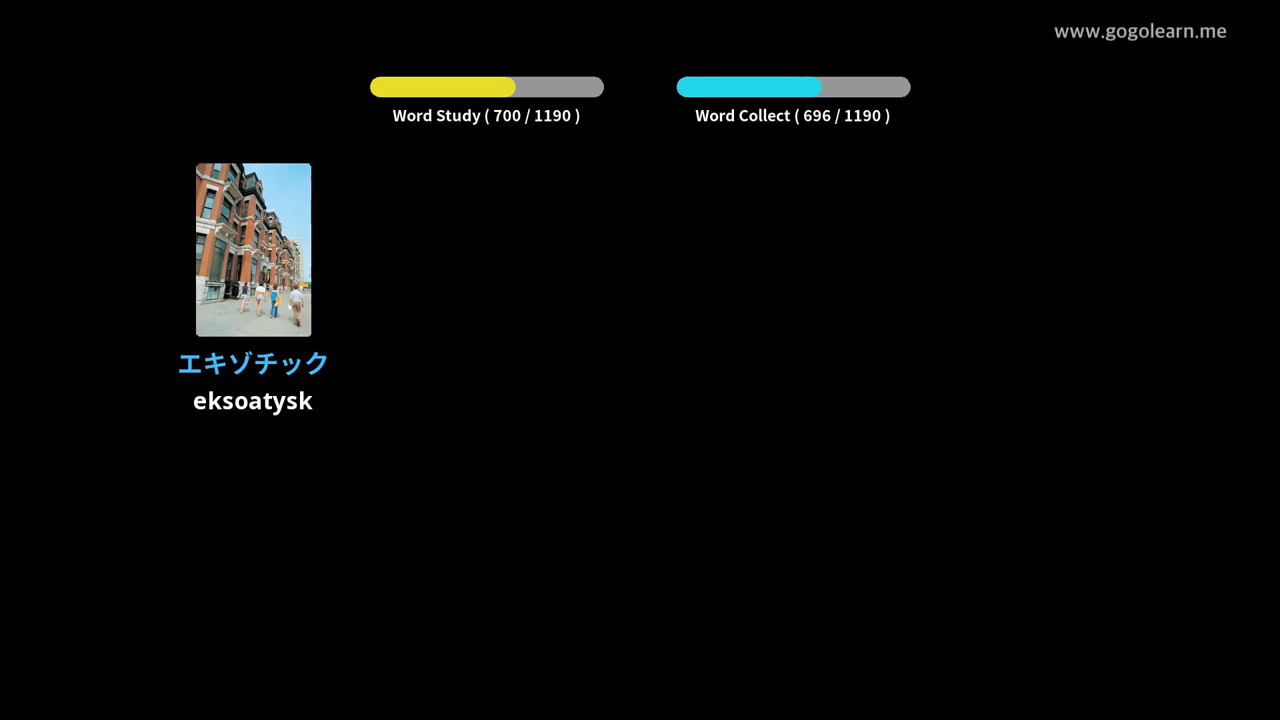 www.gogolearn.me
Word Study ( 700 / 1190 )
Word Collect ( 696 / 1190 )
エキゾチック
eksoatysk